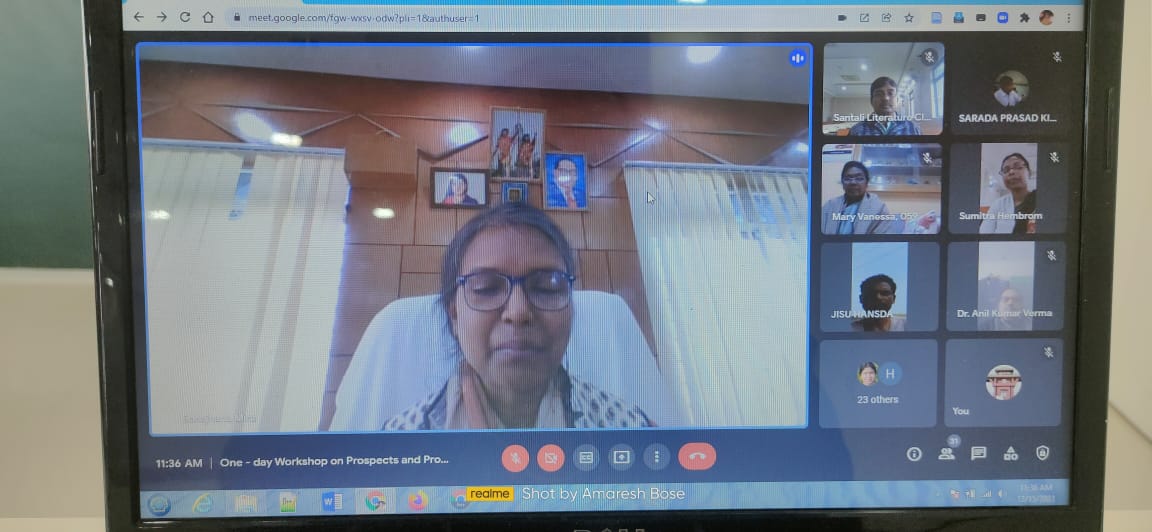 meet.google.com/fgw-wxsv-odw?pli=1&authuser=1
Santali Literature Cl...
SARADA PRASAD KI...
Mary Vanessa, 059
Sumitra Hembrom
JISU HANSDA
Dr. Anil Kumar Verma
H
23 others
You
11:36 AM | One - day Workshop on Prospects and Pro...
31
11:36 AM
realme Shot by Amaresh Bose